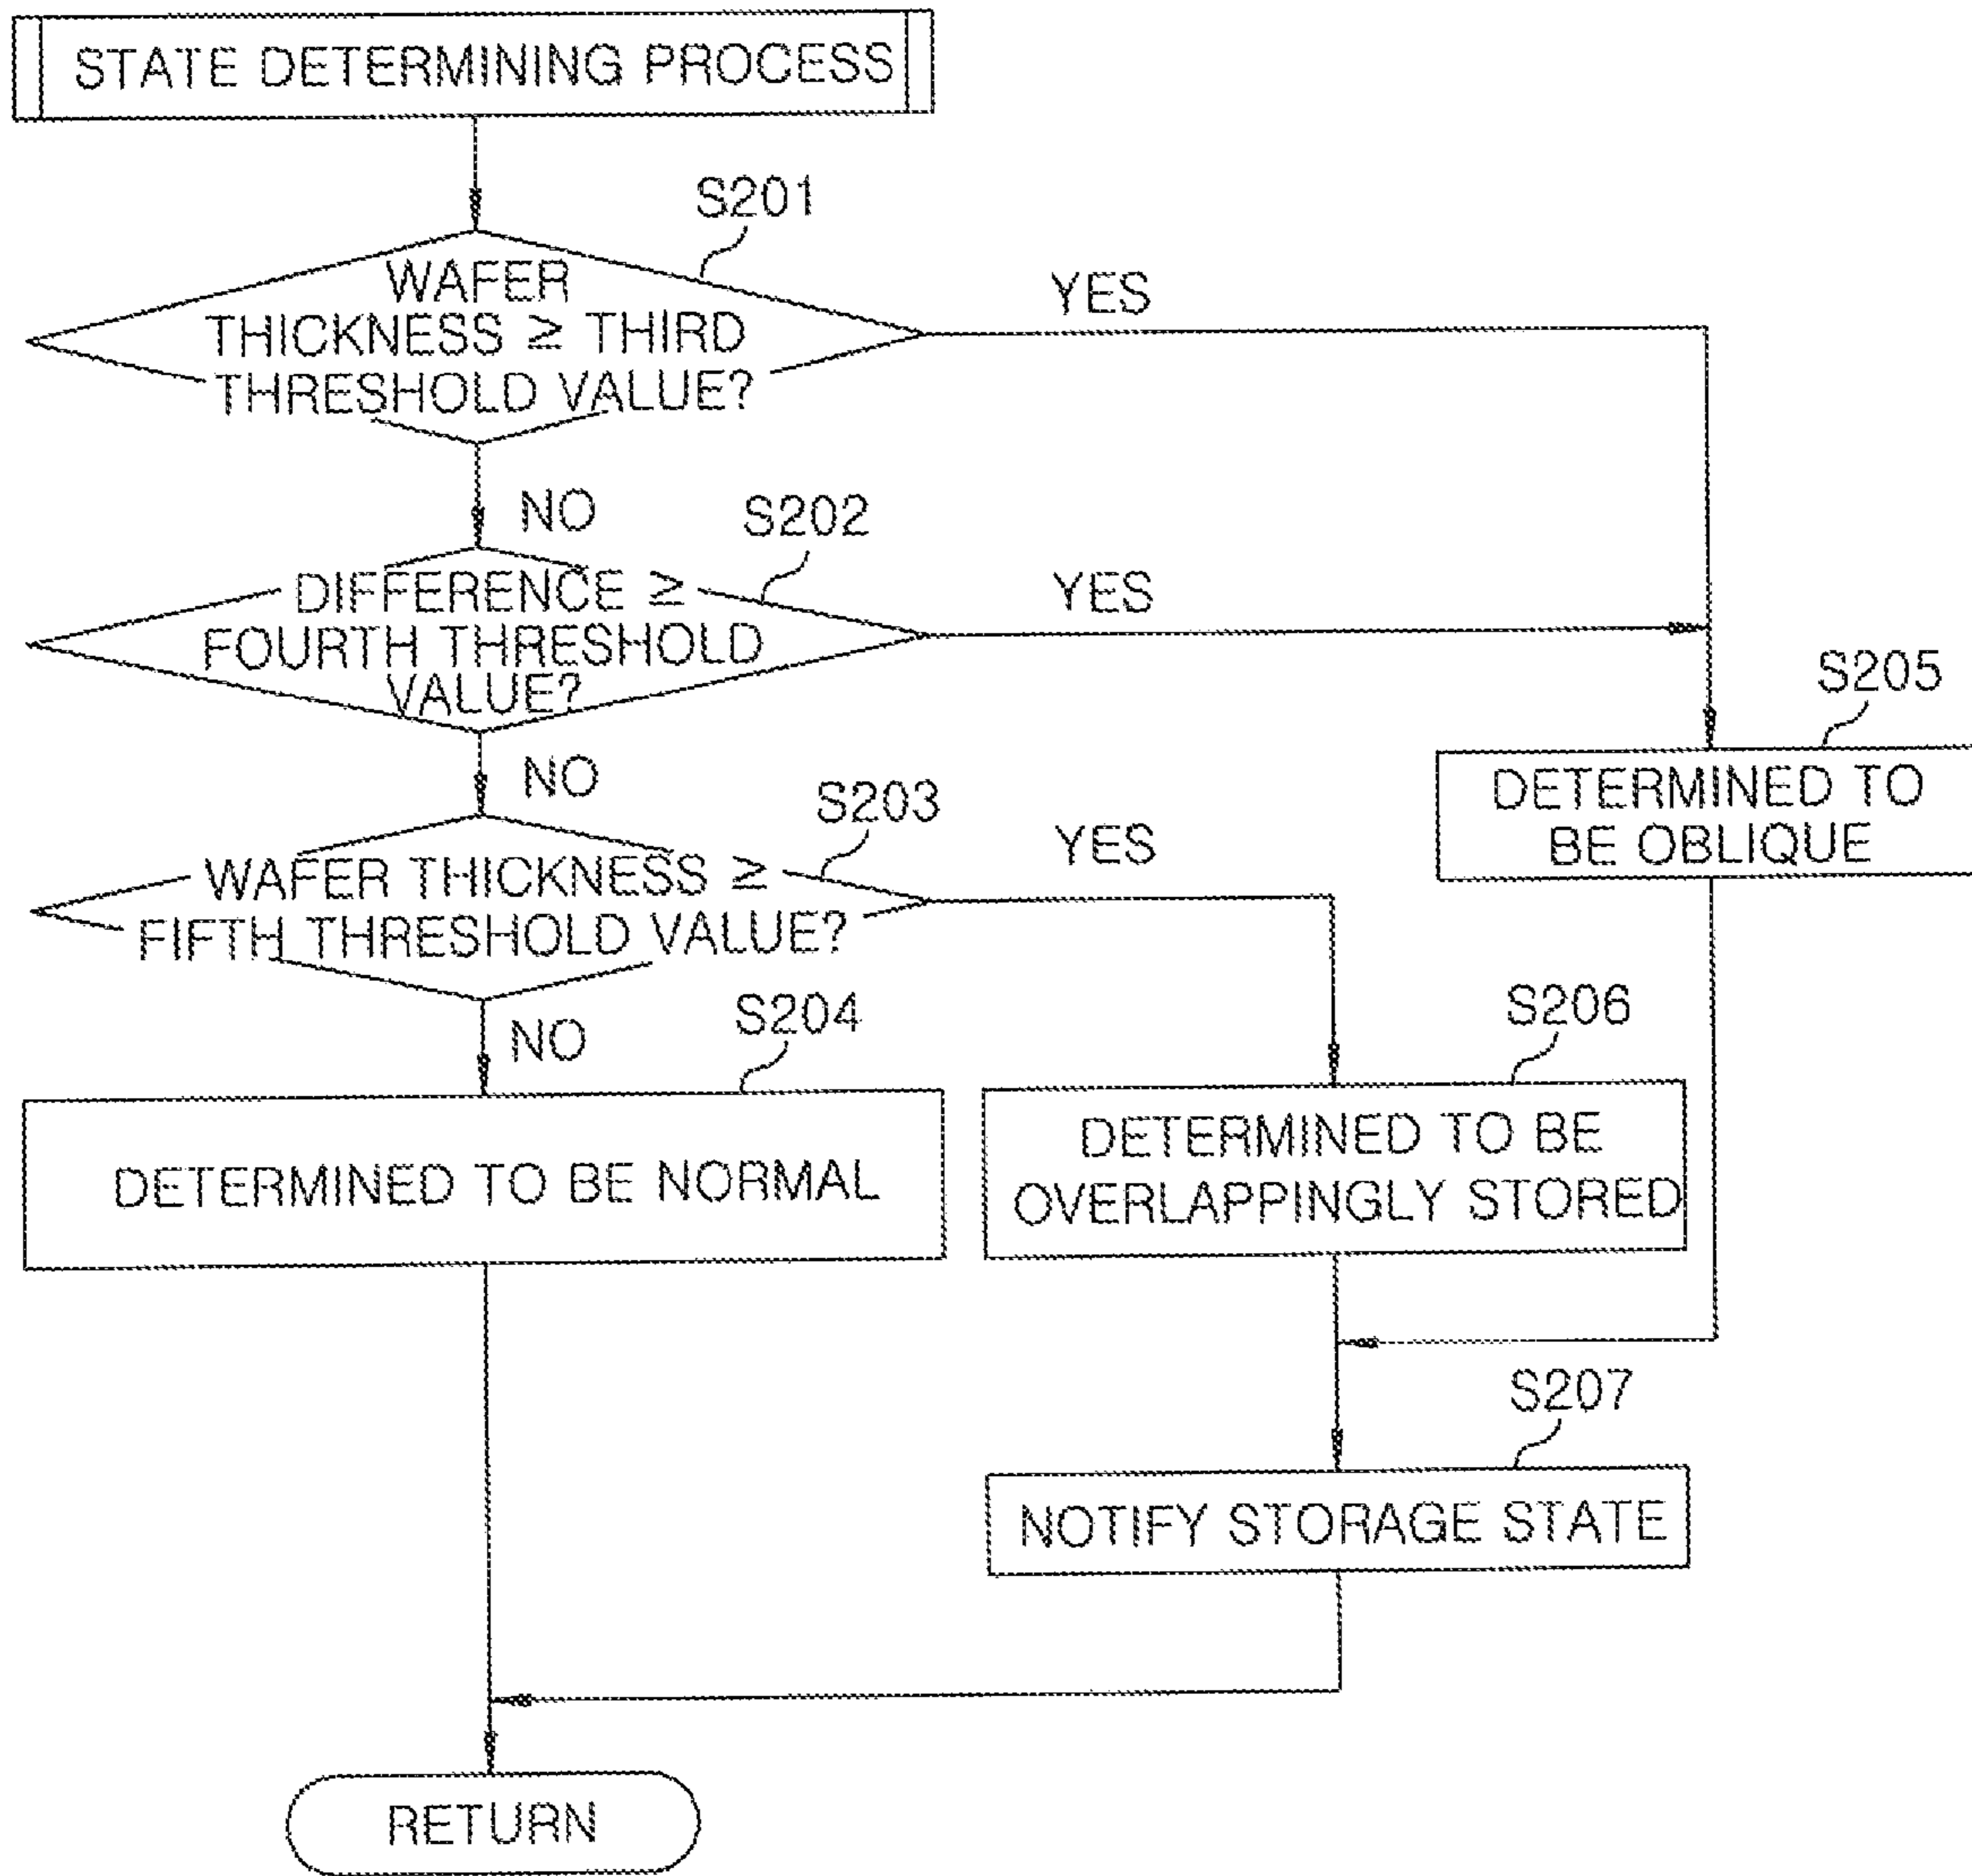 STATE DETERMINING PROCESS
S201
WAFER
THICKNESS ≥ THIRD
THRESHOLD VALUE?
YES
NO
S202
DIFFERENCE ≥
FOURTH THRESHOLD
VALUE?
YES
NO
S205
DETERMINED TO
BE OBLIQUE
S203
WAFER THICKNESS ≥
FIFTH THRESHOLD VALUE?
YES
NO
S204
DETERMINED TO BE NORMAL
S206
DETERMINED TO BE
OVERLAPPINGLY STORED
S207
NOTIFY STORAGE STATE
RETURN